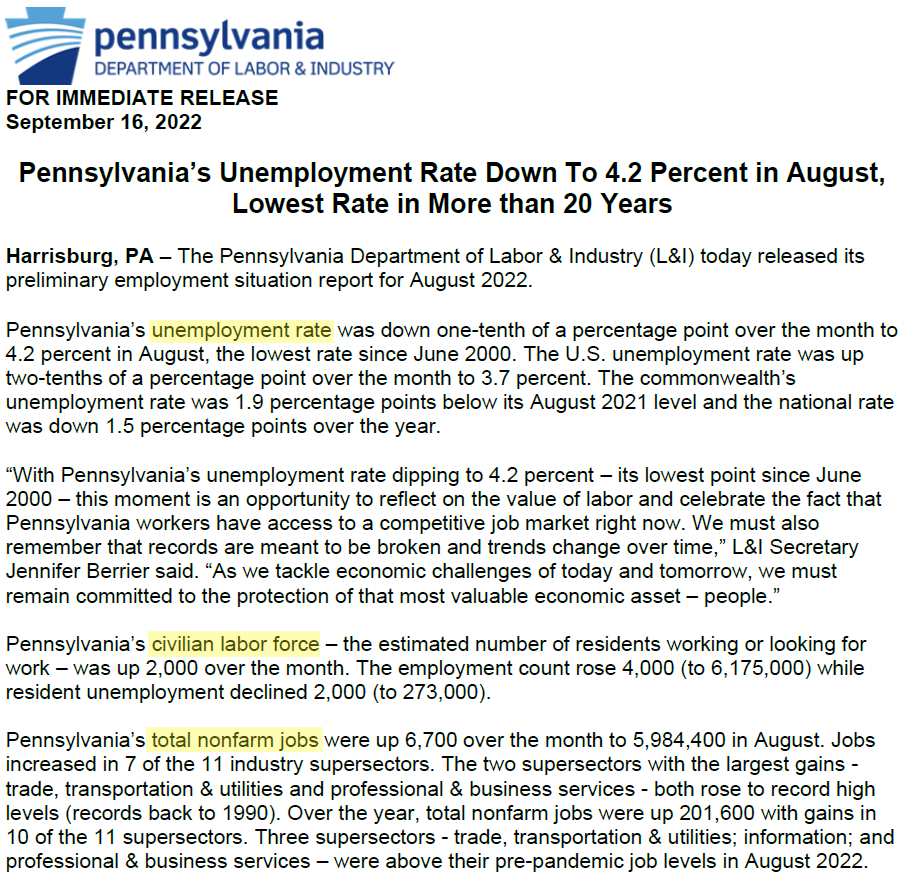 pennsylvania
DEPARTMENT OF LABOR & INDUSTRY
FOR IMMEDIATE RELEASE
September 16, 2022
Pennsylvania’s Unemployment Rate Down To 4.2 Percent in August,
Lowest Rate in More than 20 Years
Harrisburg, PA – The Pennsylvania Department of Labor & Industry (L&I) today released its
preliminary employment situation report for August 2022.
Pennsylvania’s unemployment rate was down one-tenth of a percentage point over the month to
4.2 percent in August, the lowest rate since June 2000. The U.S. unemployment rate was up
two-tenths of a percentage point over the month to 3.7 percent. The commonwealth’s
unemployment rate was 1.9 percentage points below its August 2021 level and the national rate
was down 1.5 percentage points over the year.
“With Pennsylvania’s unemployment rate dipping to 4.2 percent – its lowest point since June
2000 – this moment is an opportunity to reflect on the value of labor and celebrate the fact that
Pennsylvania workers have access to a competitive job market right now. We must also
remember that records are meant to be broken and trends change over time,” L&I Secretary
Jennifer Berrier said. “As we tackle economic challenges of today and tomorrow, we must
remain committed to the protection of that most valuable economic asset – people.”
Pennsylvania’s civilian labor force – the estimated number of residents working or looking for
work – was up 2,000 over the month. The employment count rose 4,000 (to 6,175,000) while
resident unemployment declined 2,000 (to 273,000).
Pennsylvania’s total nonfarm jobs were up 6,700 over the month to 5,984,400 in August. Jobs
increased in 7 of the 11 industry supersectors. The two supersectors with the largest gains -
trade, transportation & utilities and professional & business services - both rose to record high
levels (records back to 1990). Over the year, total nonfarm jobs were up 201,600 with gains in
10 of the 11 supersectors. Three supersectors - trade, transportation & utilities; information; and
professional & business services – were above their pre-pandemic job levels in August 2022.